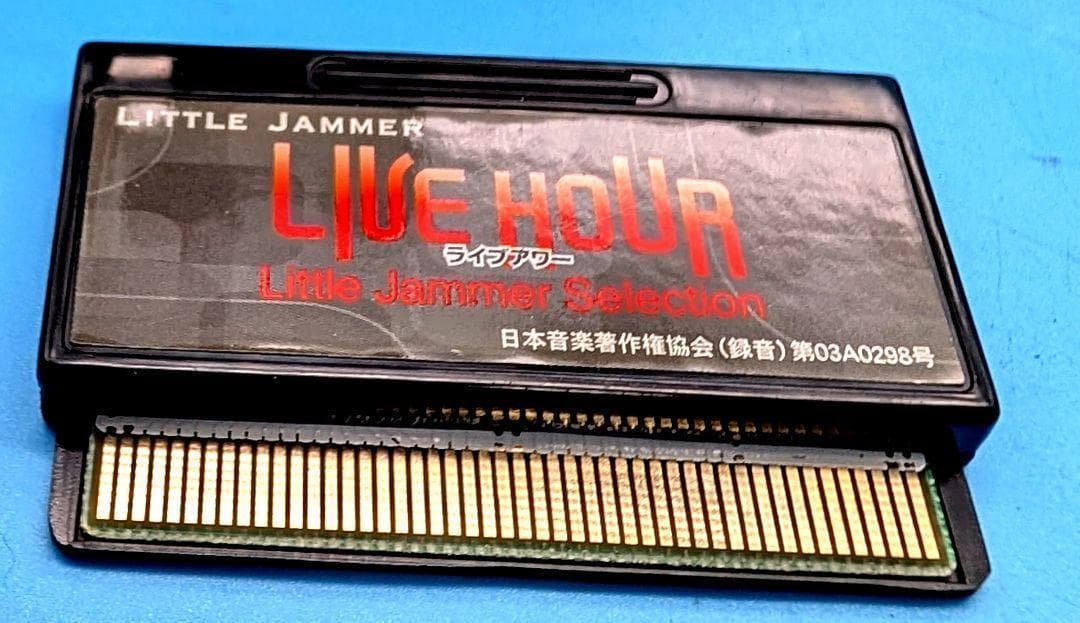 LITTLE JAMMER
LIVE HOUR
ライブアワー
Little Jammer Selection
日本音楽著作権協会(録音)第03A0298号